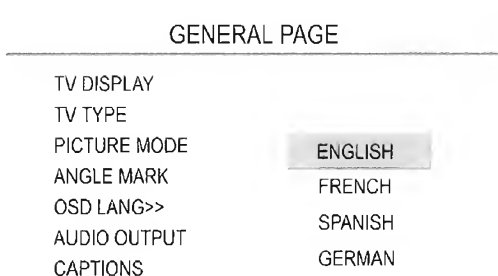 GENERAL PAGE
TV DISPLAY
TV TYPE
PICTURE MODE
ANGLE MARK
OSD LANG>>
AUDIO OUTPUT
CAPTIONS
ENGLISH
FRENCH
SPANISH
GERMAN